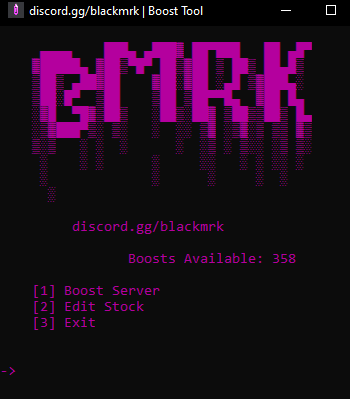 discord.gg/blackmrk | Boost Tool
BMRK
discord.gg/blackmrk
Boosts Available: 358
[1] Boost Server
[2] Edit Stock
[3] Exit
->